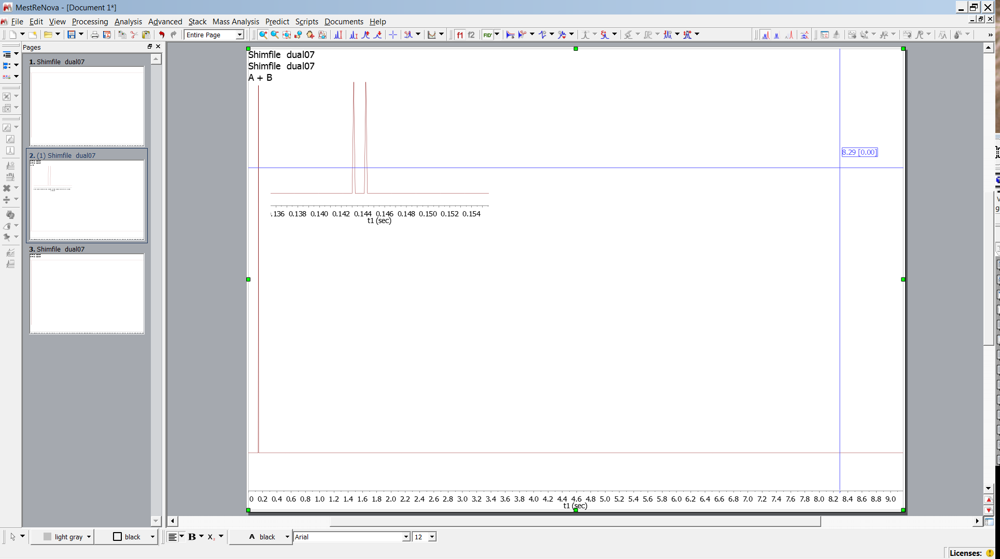 MestReNova - [Document 1*]
File Edit View Processing Analysis Advanced Stack Mass Analysis Predict Scripts Documents Help
Entire Page f1 f2 FID »
Pages
1. Shimfile dual07
2. (1) Shimfile dual07
3. Shimfile dual07
Shimfile dual07
Shimfile dual07
A + B
8.29 [0.00]
.136 0.138 0.140 0.142 0.144 0.146 0.148 0.150 0.152 0.154
t1 (sec)
0 0.2 0.4 0.6 0.8 1.0 1.2 1.4 1.6 1.8 2.0 2.2 2.4 2.6 2.8 3.0 3.2 3.4 3.6 3.8 4.0 4.2 4.4 4.6 4.8 5.0 5.2 5.4 5.6 5.8 6.0 6.2 6.4 6.6 6.8 7.0 7.2 7.4 7.6 7.8 8.0 8.2 8.4 8.6 8.8 9.0
t1 (sec)
light gray black B X₂ A black Arial 12
Licenses: